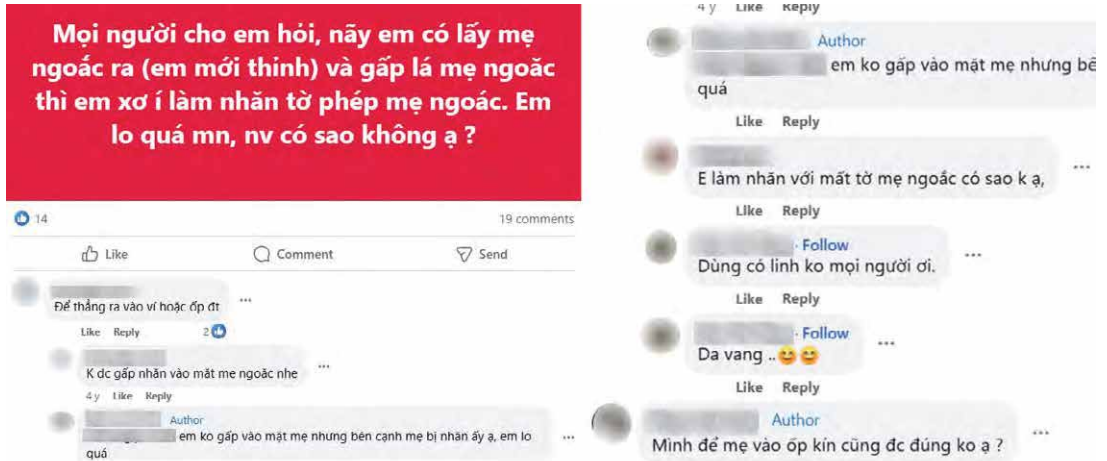 Mọi người cho em hỏi, nãy em có lấy mẹ
ngoắc ra (em mới thỉnh) và gấp lá mẹ ngoăc
thì em xơ í làm nhăn tờ phép mẹ ngoác. Em
lo quá mn, nv có sao không ạ ?
14
19 comments
Like
Comment
Send
Để thẳng ra vào ví hoặc ốp đt
Like Reply 2
K dc gấp nhăn vào măt me ngoăc nhe
4 y Like Reply
Author
em ko gấp vào mặt mẹ nhưng bên cạnh mẹ bị nhăn ấy ạ, em lo
quá
4 y Like Reply
Author
em ko gấp vào mặt mẹ nhưng bê
quá
Like Reply
E làm nhăn với mất tờ mẹ ngoắc có sao k ạ,
Like Reply
Follow
Dùng có linh ko mọi người ơi.
Like Reply
Follow
Da vang .. 😄😄
Like Reply
Author
Mình để mẹ vào ốp kín cũng đc đúng ko ạ ?